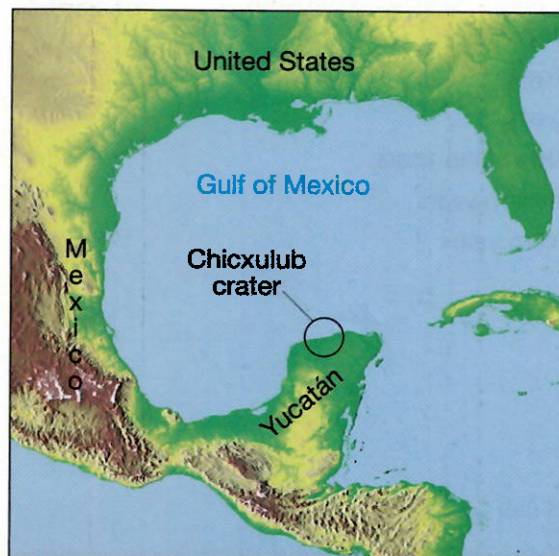 United States
Gulf of Mexico
Mexico
Chicxulub
crater
Yucatán